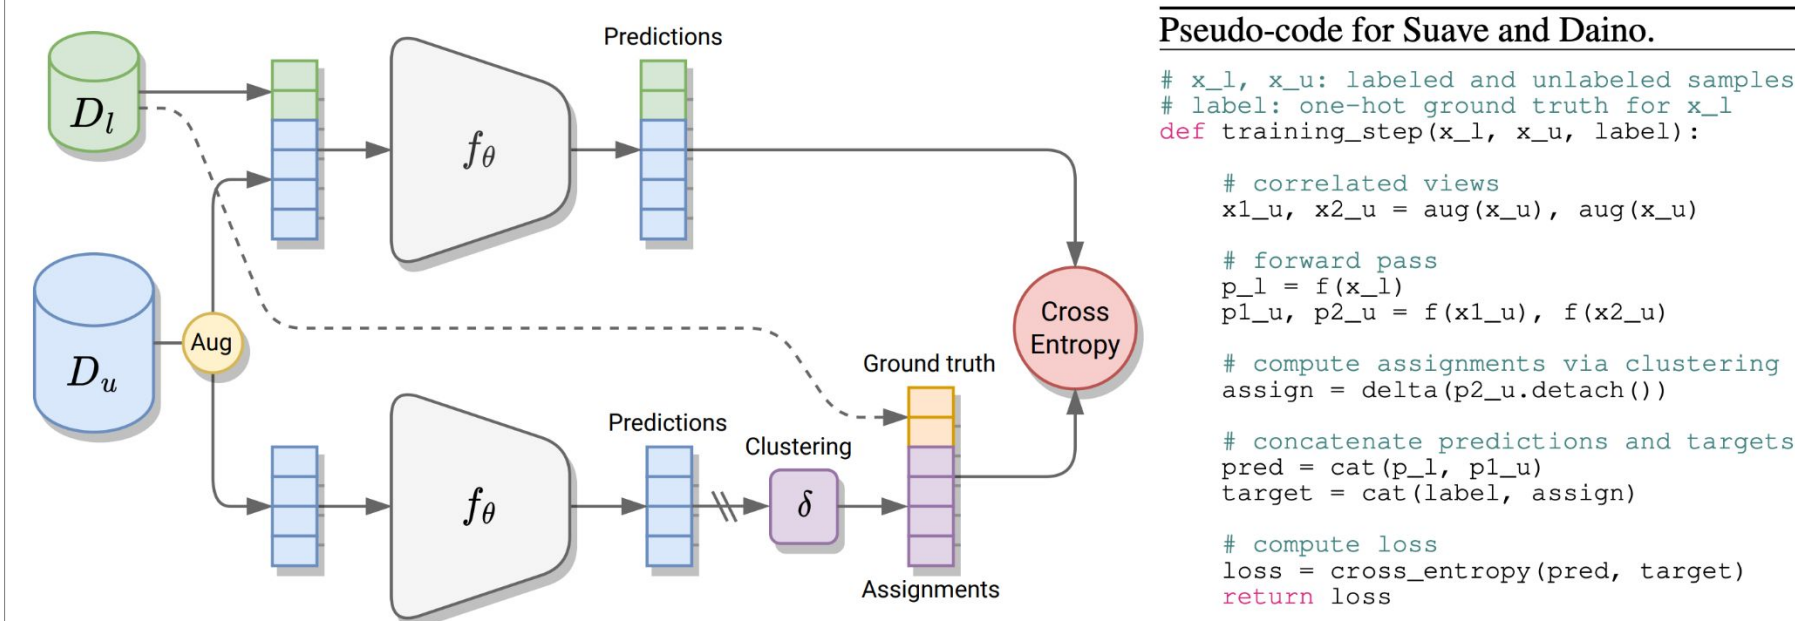 Predictions
D_l
f_θ
Aug
D_u
Cross
Entropy
Ground truth
Predictions
Clustering
f_θ
δ
Assignments
Pseudo-code for Suave and Daino.
# x_l, x_u: labeled and unlabeled samples
# label: one-hot ground truth for x_l
def training_step(x_l, x_u, label):
# correlated views
x1_u, x2_u = aug(x_u), aug(x_u)
# forward pass
p_l = f(x_l)
p1_u, p2_u = f(x1_u), f(x2_u)
# compute assignments via clustering
assign = delta(p2_u.detach())
# concatenate predictions and targets
pred = cat(p_l, p1_u)
target = cat(label, assign)
# compute loss
loss = cross_entropy(pred, target)
return loss